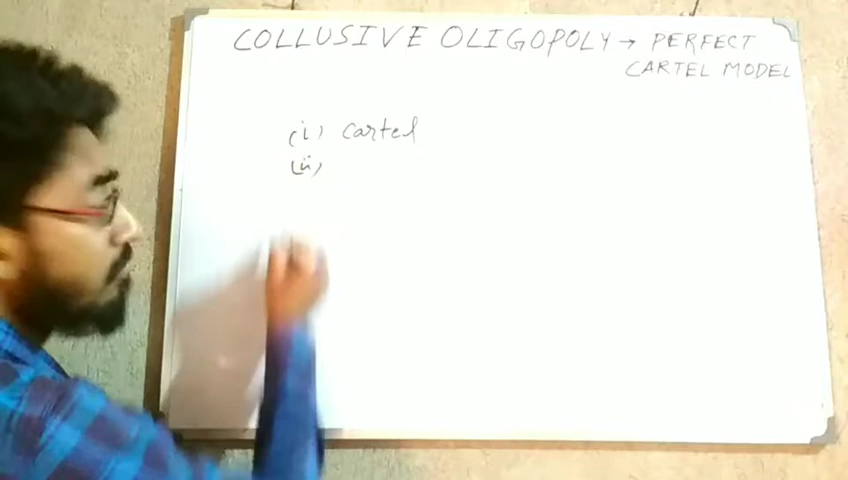 COLLUSIVE OLIGOPOLY → PERFECT
CARTEL MODEL
(i) Cartel
(ii)